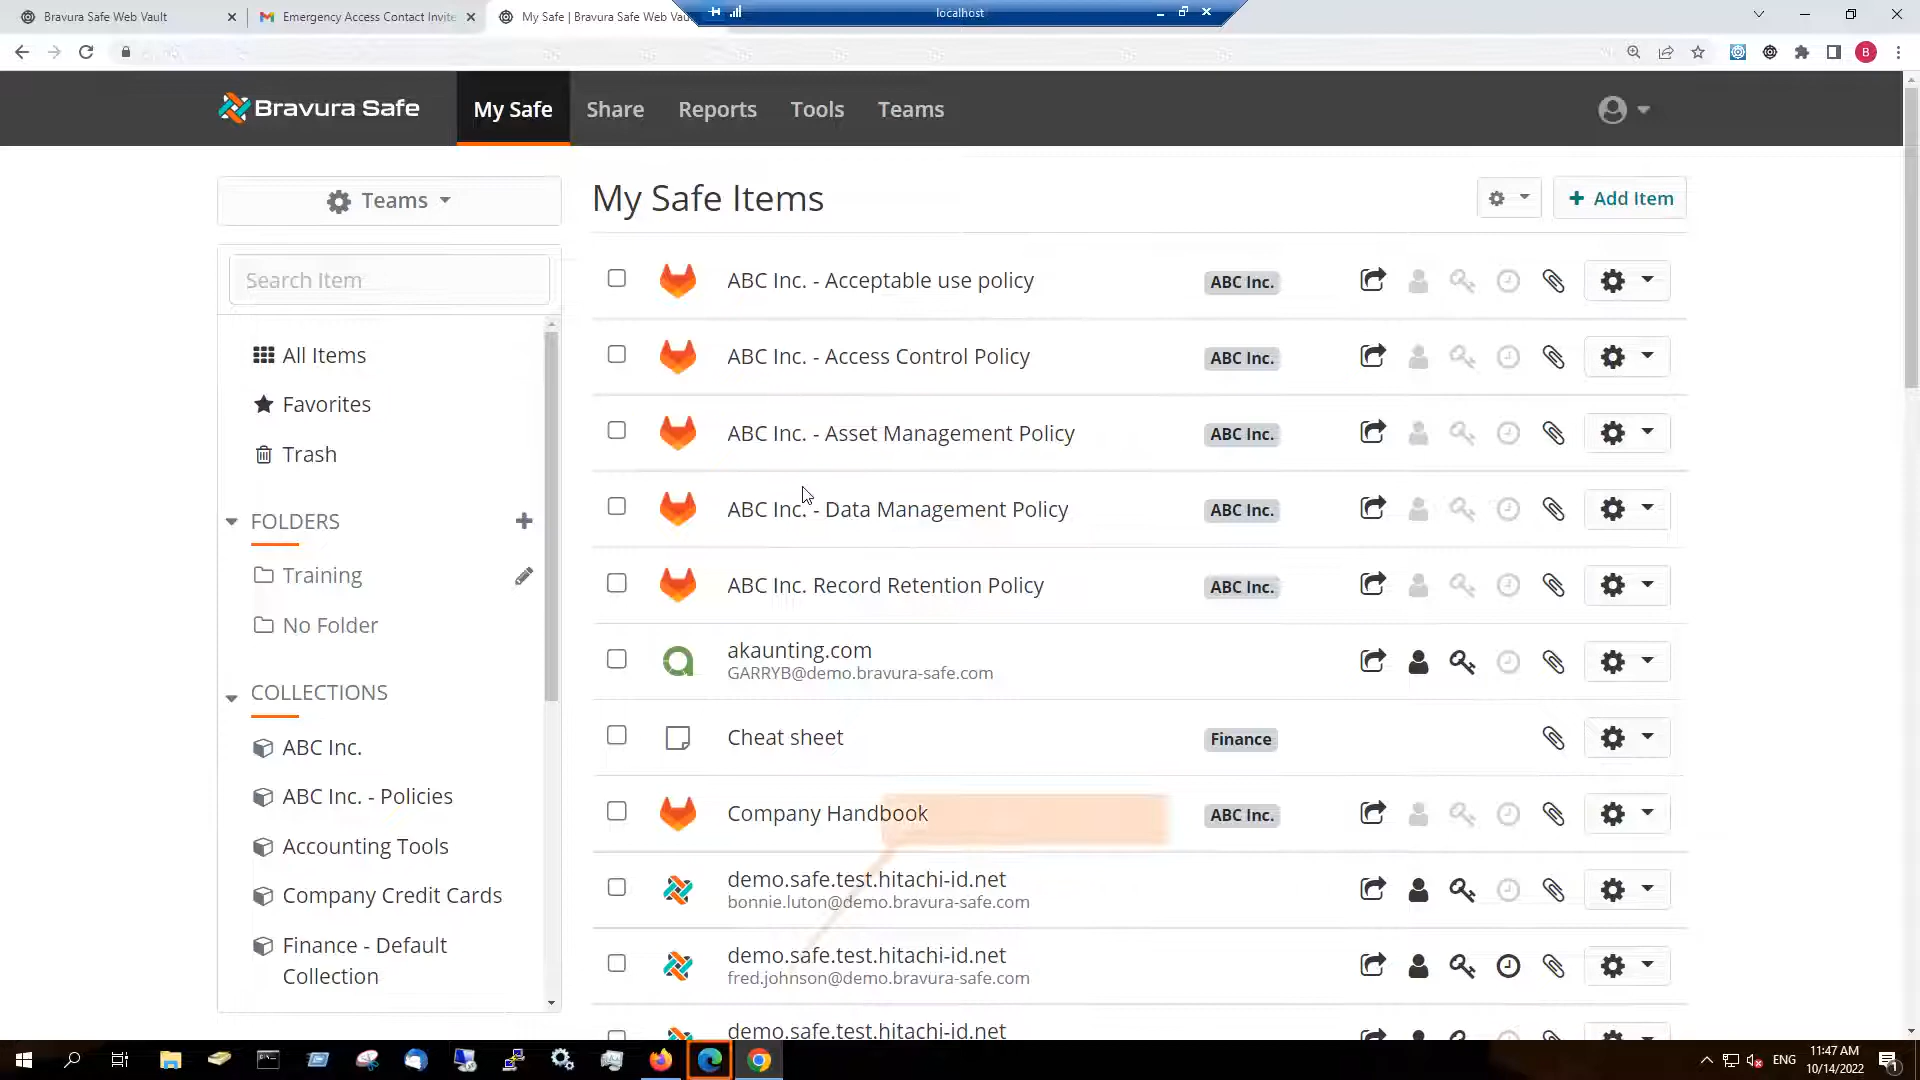 Bravura Safe Web Vault
Emergency Access Contact Invite
My Safe | Bravura Safe Web Vau
localhost
B
Bravura Safe
My Safe
Share
Reports
Tools
Teams
Teams
Search Item
All Items
Favorites
Trash
FOLDERS
Training
No Folder
COLLECTIONS
ABC Inc.
ABC Inc. - Policies
Accounting Tools
Company Credit Cards
Finance - Default
Collection
My Safe Items
Add Item
ABC Inc. - Acceptable use policy ABC Inc.
ABC Inc. - Access Control Policy ABC Inc.
ABC Inc. - Asset Management Policy ABC Inc.
ABC Inc. - Data Management Policy ABC Inc.
ABC Inc. Record Retention Policy ABC Inc.
akaunting.com
GARRYB@demo.bravura-safe.com
Cheat sheet Finance
Company Handbook ABC Inc.
demo.safe.test.hitachi-id.net
bonnie.luton@demo.bravura-safe.com
demo.safe.test.hitachi-id.net
fred.johnson@demo.bravura-safe.com
demo.safe.test.hitachi-id.net
ENG
11:47 AM
10/14/2022
1